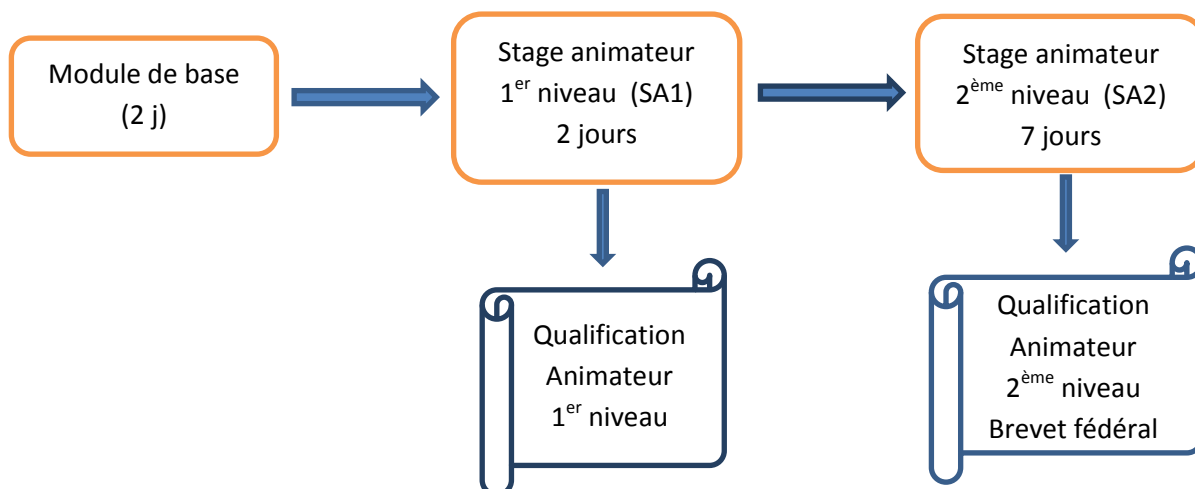 Module de base
(2 j)
Stage animateur
1er niveau (SA1)
2 jours
Stage animateur
2ème niveau (SA2)
7 jours
Qualification
Animateur
1er niveau
Qualification
Animateur
2ème niveau
Brevet fédéral